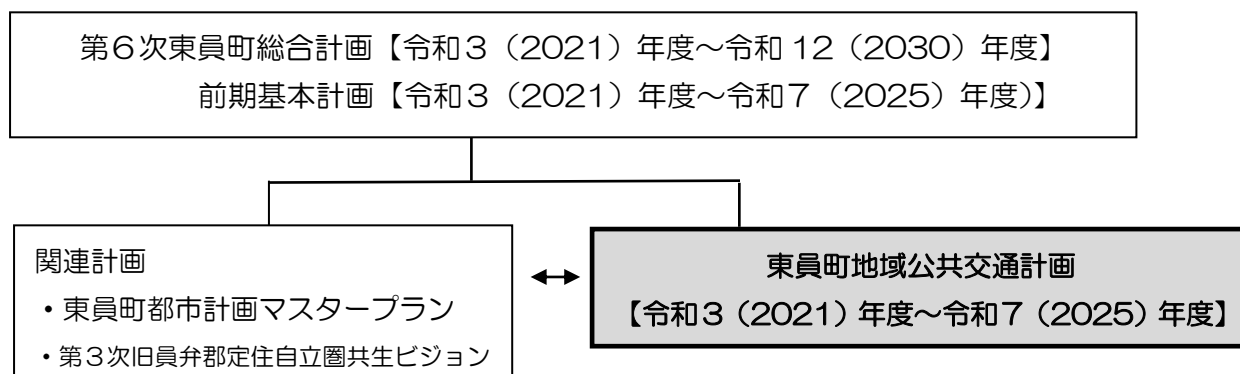 第６次東員町総合計画【令和３（2021）年度～令和 12（2030）年度】
前期基本計画【令和３（2021）年度～令和７（2025）年度）】
関連計画
・東員町都市計画マスタープラン
・第３次旧員弁郡定住自立圏共生ビジョン
東員町地域公共交通計画
【令和３（2021）年度～令和７（2025）年度】